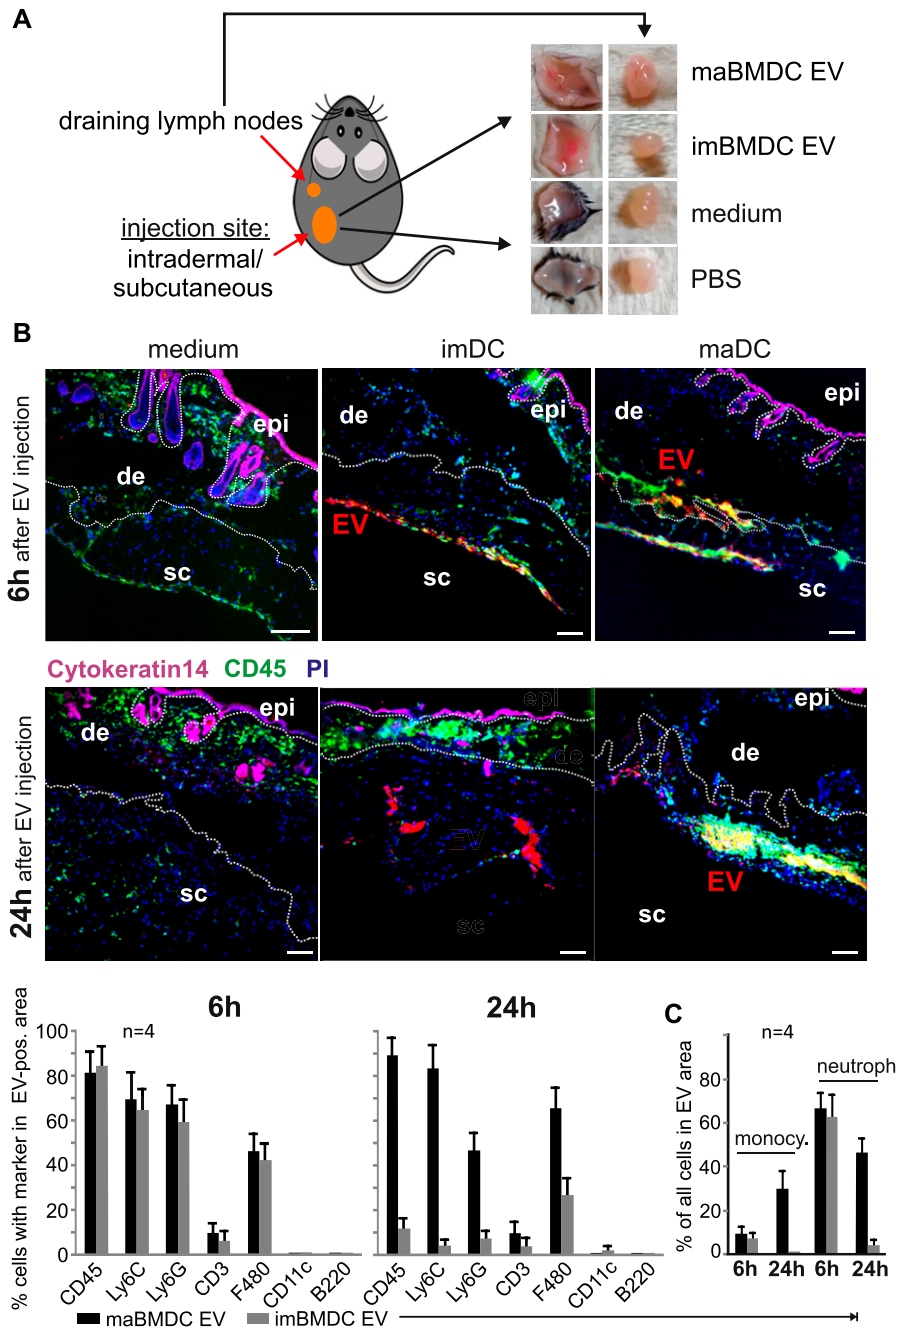 A
draining lymph nodes
injection site:
intradermal/
subcutaneous
maBMDC EV
imBMDC EV
medium
PBS
B
medium imDC maDC
6h after EV injection
epi
de
de
sc
de
epi
EV
sc
de
epi
EV
sc
Cytokeratin14 CD45 PI
24h after EV injection
epi
de
sc
epi
de
EV
sc
epi
de
EV
sc
6h
24h
% cells with marker in EV-pos. area
n=4
100
80
60
40
20
0
CD45 Ly6C Ly6G CD3 F480 CD11c B220
CD45 Ly6C Ly6G CD3 F480 CD11c B220
maBMDC EV imBMDC EV
C
n=4
% of all cells in EV area
neutroph
monocy.
80
60
40
20
0
6h 24h 6h 24h